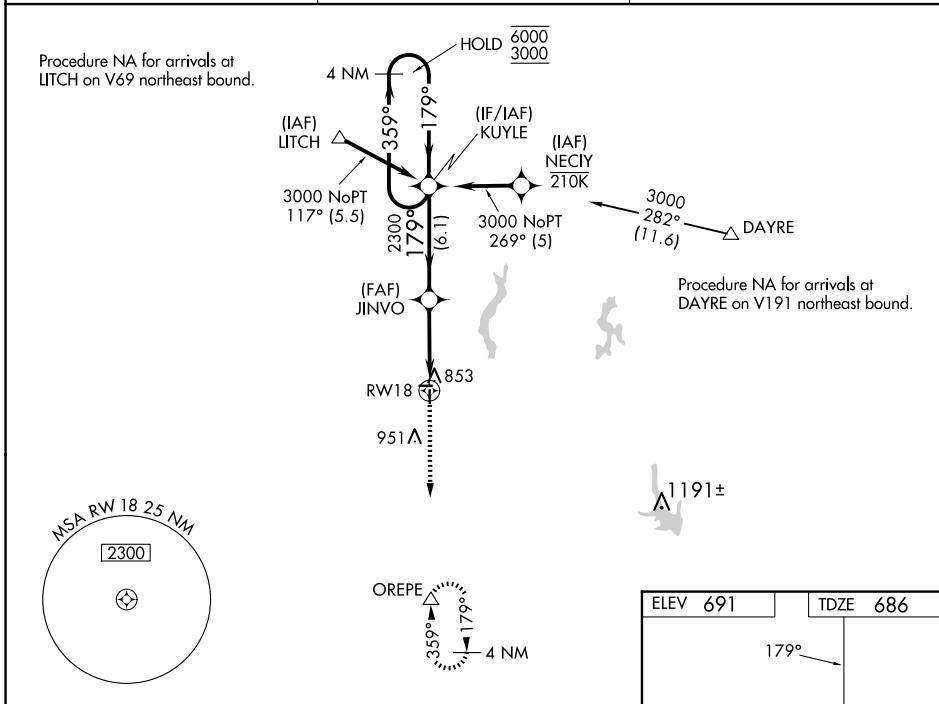 Procedure NA for arrivals at
LITCH on V69 northeast bound.
HOLD 6000
3000
4 NM
359°
179°
(IF/IAF)
KUYLE
(IAF)
LITCH
(IAF)
NECIY
210K
3000 NoPT
117° (5.5)
3000 NoPT
269° (5)
3000
282°
(11.6)
DAYRE
2300
179°
(6.1)
Procedure NA for arrivals at
DAYRE on V191 northeast bound.
(FAF)
JINVO
853
RW18
951
1191±
MSA RW 18 25 NM
2300
OREPE
359°
179°
4 NM
ELEV 691
TDZE 686
179°